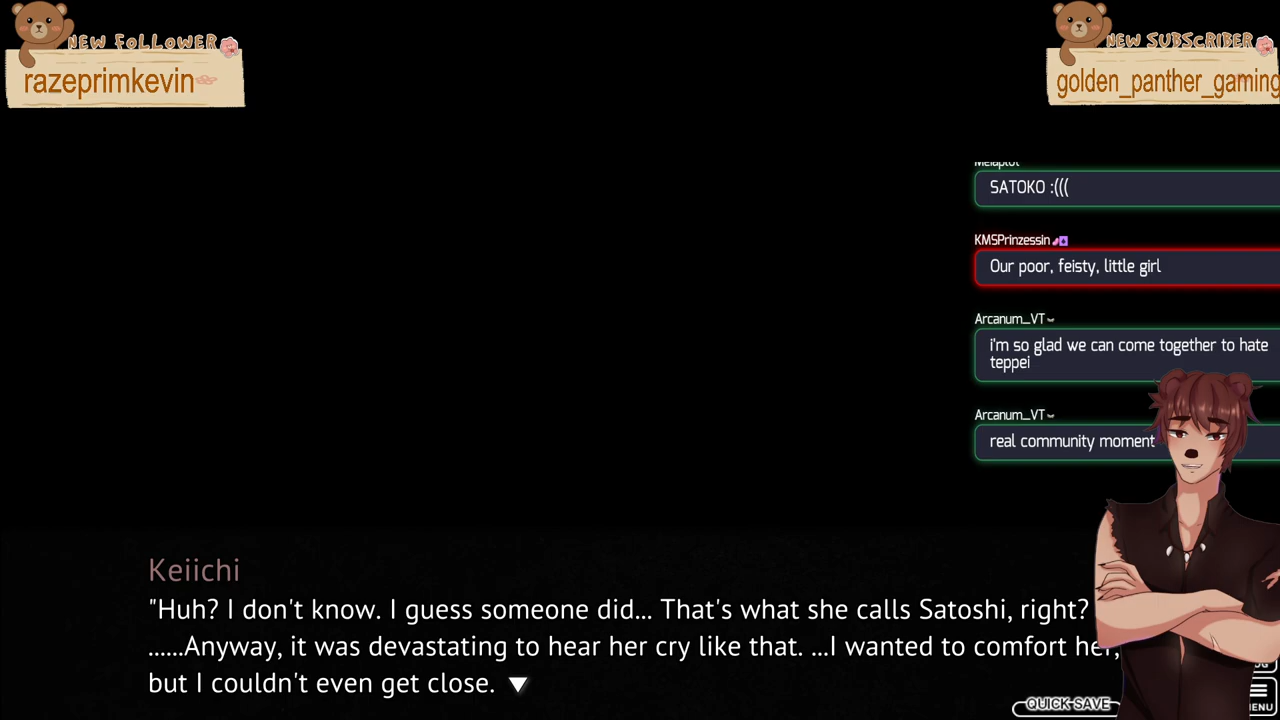 NEW FOLLOWER
razeprimkevin
NEW SUBSCRIBER
golden_panther_gaming
SATOKO :(((
KMSPrinzessin
Our poor, feisty, little girl
Arcanum_VT
i'm so glad we can come together to hate
teppei
Arcanum_VT
real community moment
Keiichi
"Huh? I don't know. I guess someone did... That's what she calls Satoshi, right?
......Anyway, it was devastating to hear her cry like that. ...I wanted to comfort her,
but I couldn't even get close.
QUICK SAVE
MENU